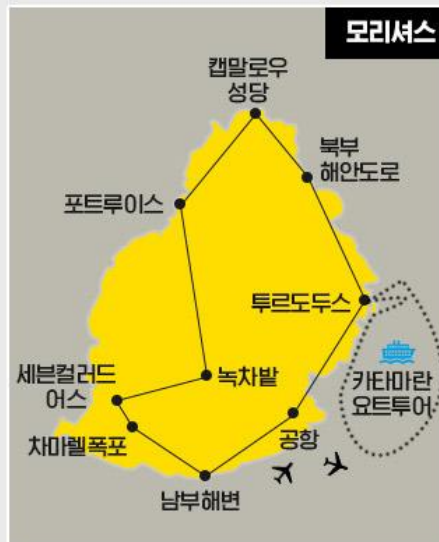 모리셔스
캡말로우
성당
북부
해안도로
포트루이스
투르도두스
카타마란
요트투어
녹차밭
세븐컬러드
어스
차마렐폭포
공항
남부해변